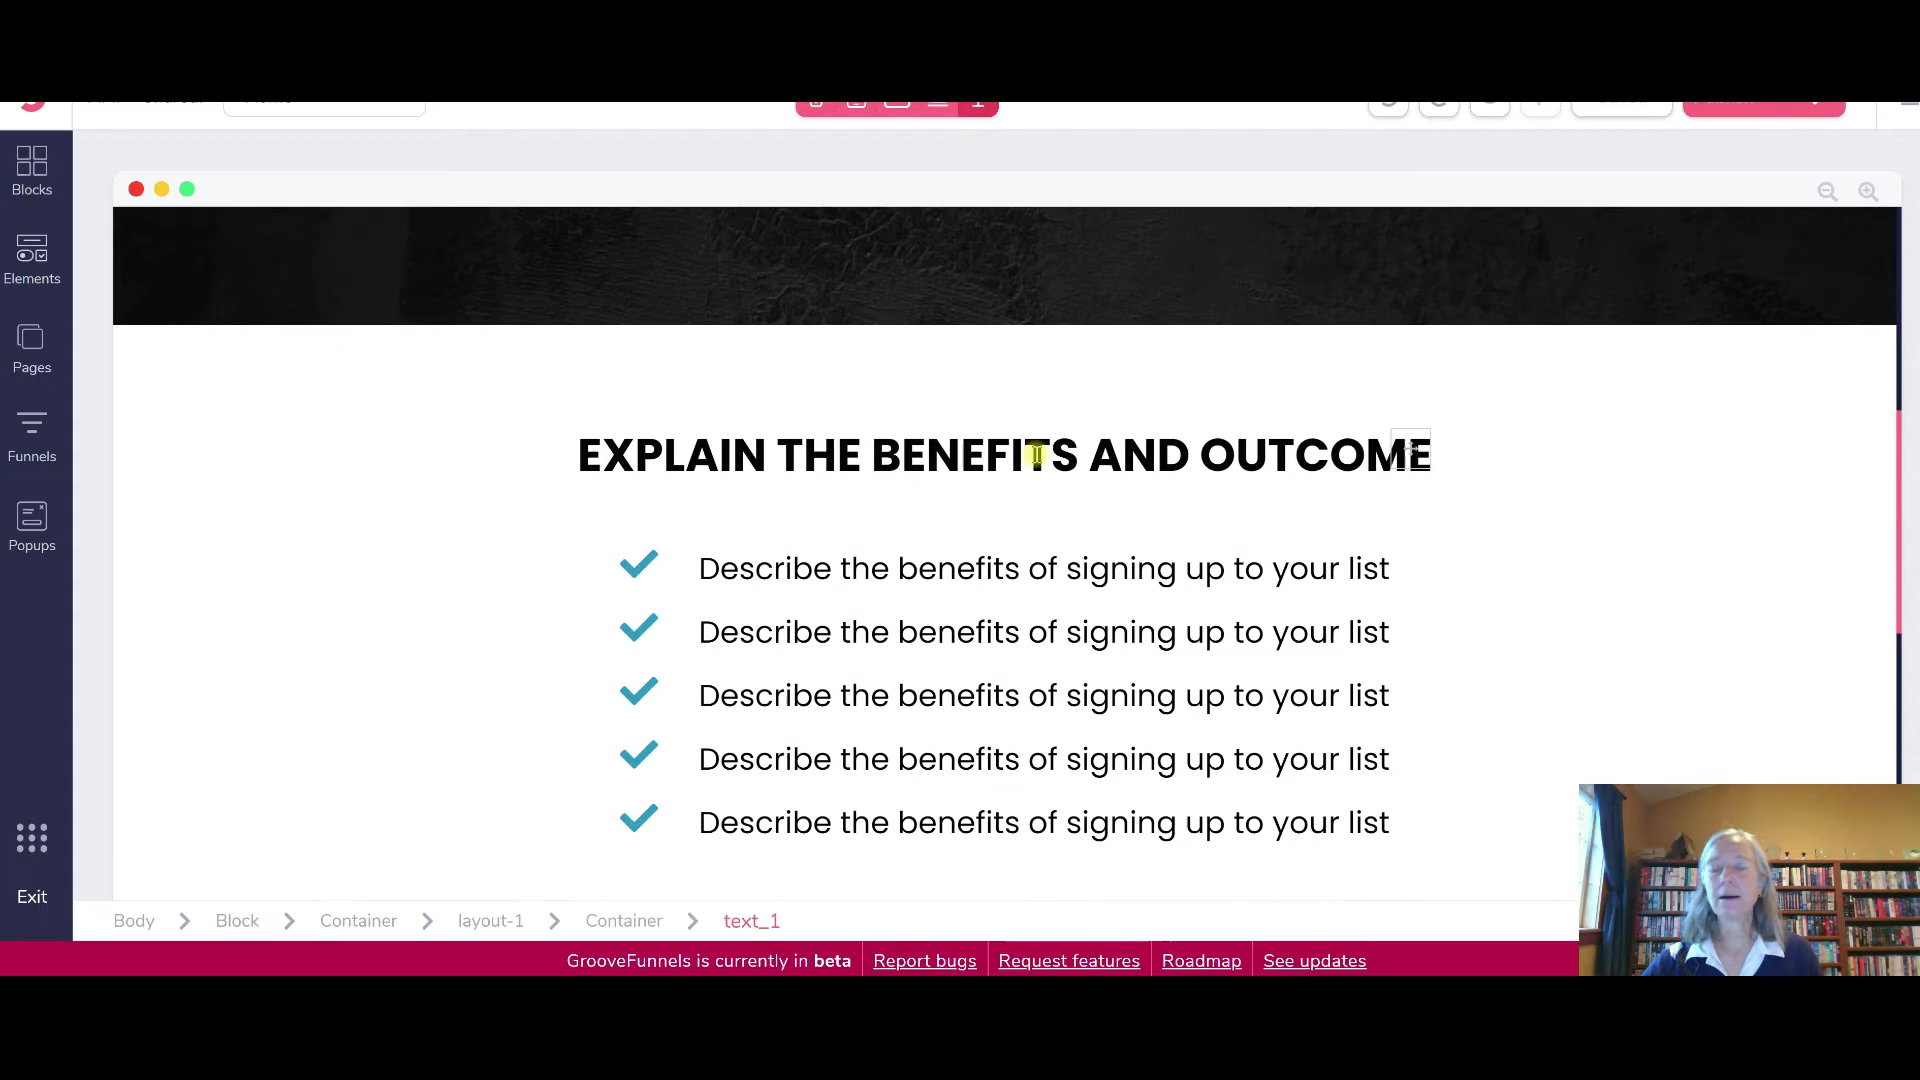 Blocks
Elements
Pages
Funnels
Popups
Exit
EXPLAIN THE BENEFITS AND OUTCOME
Describe the benefits of signing up to your list
Describe the benefits of signing up to your list
Describe the benefits of signing up to your list
Describe the benefits of signing up to your list
Describe the benefits of signing up to your list
Body Block Container layout-1 Container text_1
GrooveFunnels is currently in beta Report bugs Request features Roadmap See updates